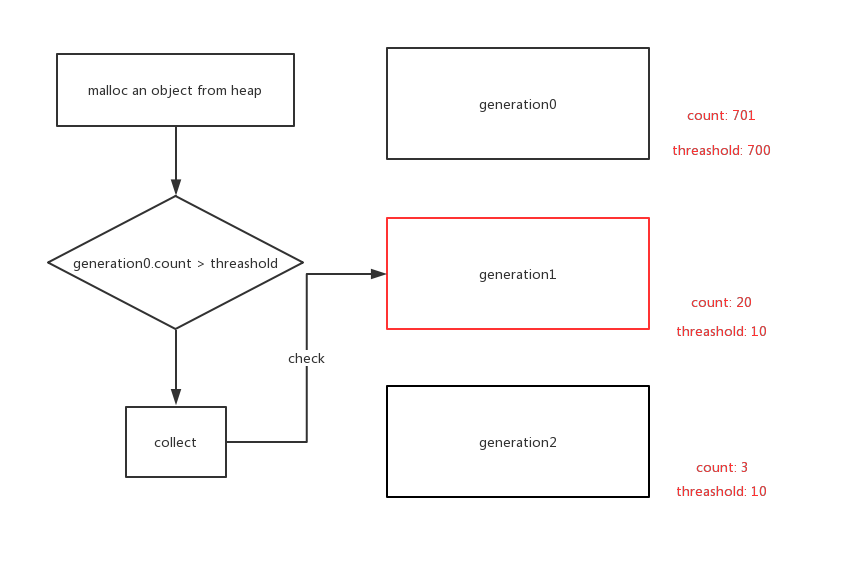 malloc an object from heap
generation0.count > threashold
collect
check
generation0
count: 701
threashold: 700
generation1
count: 20
threashold: 10
generation2
count: 3
threashold: 10